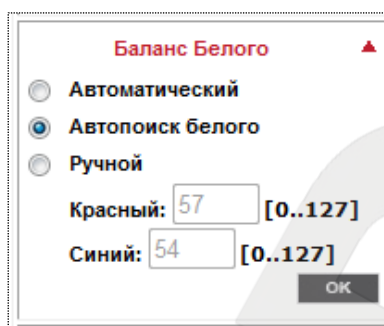 Баланс Белого
Автоматический
Автопоиск белого
Ручной
Красный: 57 [0..127]
Синий: 54 [0..127]
OK